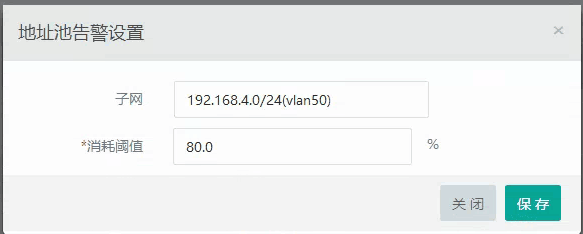 地址池告警设置 ×
子网 192.168.4.0/24(vlan50)
*消耗阈值 80.0 %
关闭 保存